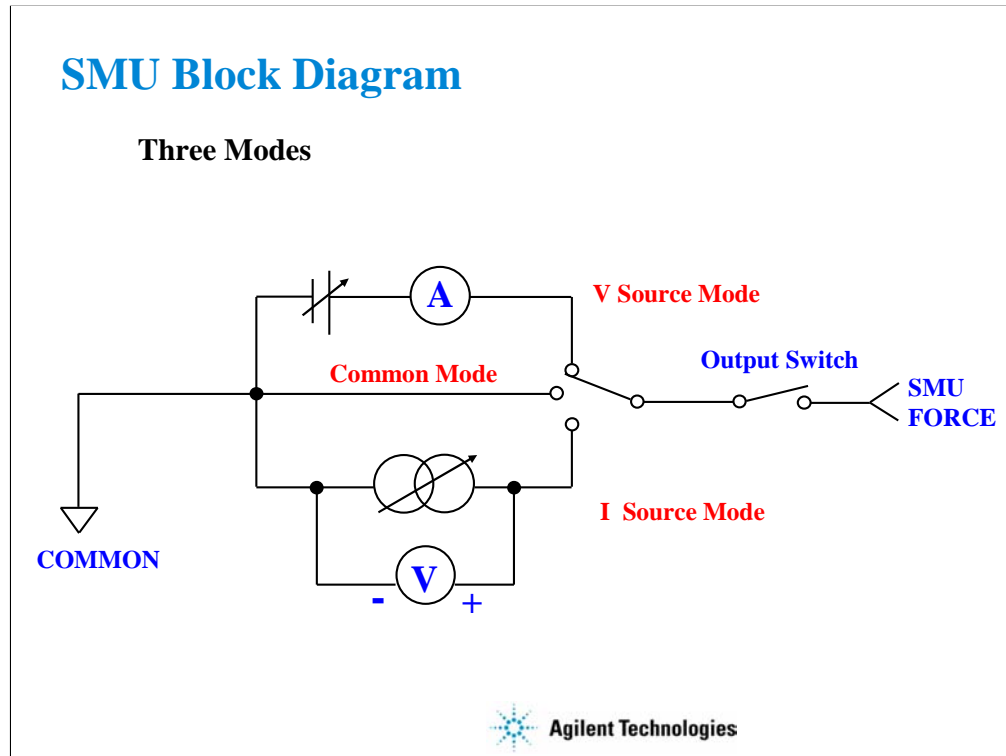 SMU Block Diagram
Three Modes
A
V Source Mode
Output Switch
Common Mode
SMU
FORCE
I Source Mode
COMMON
V
- +
Agilent Technologies